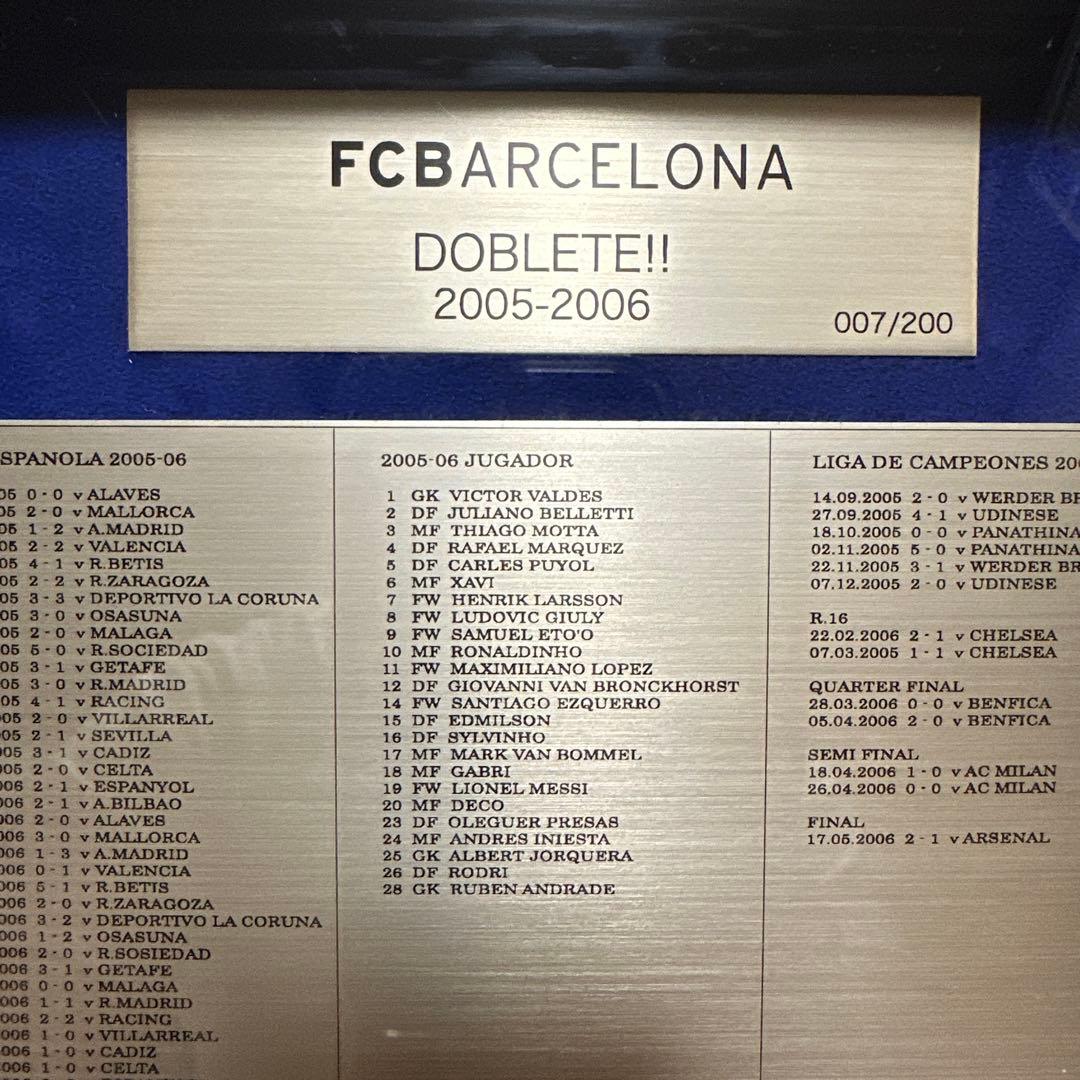 FCBARCELONA
DOBLETE!!
2005-2006
007/200
SPANOLA 2005-06
05 0-0 v ALAVES
05 2-0 v MALLORCA
05 1-2 v A.MADRID
05 2-2 v VALENCIA
05 4-1 v R.BETIS
05 2-2 v R.ZARAGOZA
05 3-3 v DEPORTIVO LA CORUNA
05 3-0 v OSASUNA
05 2-0 v MALAGA
05 5-0 v R.SOCIEDAD
05 3-1 v GETAFE
05 3-0 v R.MADRID
05 4-1 v RACING
005 2-0 v VILLARREAL
005 2-1 v SEVILLA
005 3-1 v CADIZ
005 2-0 v CELTA
006 2-1 v ESPANYOL
006 2-1 v A.BILBAO
006 2-0 v ALAVES
006 3-0 v MALLORCA
006 1-3 v A.MADRID
006 0-1 v VALENCIA
006 5-1 v R.BETIS
006 2-0 v R.ZARAGOZA
006 3-2 v DEPORTIVO LA CORUNA
006 1-2 v OSASUNA
006 2-0 v R.SOSIEDAD
006 3-1 v GETAFE
006 0-0 v MALAGA
006 1-1 v R.MADRID
006 2-2 v RACING
006 1-0 v VILLARREAL
006 1-0 v CADIZ
006 1-0 v CELTA
2005-06 JUGADOR
1 GK VICTOR VALDES
2 DF JULIANO BELLETTI
3 MF THIAGO MOTTA
4 DF RAFAEL MARQUEZ
5 DF CARLES PUYOL
6 MF XAVI
7 FW HENRIK LARSSON
8 FW LUDOVIC GIULY
9 FW SAMUEL ETO'O
10 MF RONALDINHO
11 FW MAXIMILIANO LOPEZ
12 DF GIOVANNI VAN BRONCKHORST
14 FW SANTIAGO EZQUERRO
15 DF EDMILSON
16 DF SYLVINHO
17 MF MARK VAN BOMMEL
18 MF GABRI
19 FW LIONEL MESSI
20 MF DECO
23 DF OLEGUER PRESAS
24 MF ANDRES INIESTA
25 GK ALBERT JORQUERA
26 DF RODRI
28 GK RUBEN ANDRADE
LIGA DE CAMPEONES 200
14.09.2005 2-0 v WERDER BR
27.09.2005 4-1 v UDINESE
18.10.2005 0-0 v PANATHINA
02.11.2005 5-0 v PANATHINA
22.11.2005 3-1 v WERDER BR
07.12.2005 2-0 v UDINESE
R.16
22.02.2006 2-1 v CHELSEA
07.03.2005 1-1 v CHELSEA
QUARTER FINAL
28.03.2006 0-0 v BENFICA
05.04.2006 2-0 v BENFICA
SEMI FINAL
18.04.2006 1-0 v AC MILAN
26.04.2006 0-0 v AC MILAN
FINAL
17.05.2006 2-1 v ARSENAL